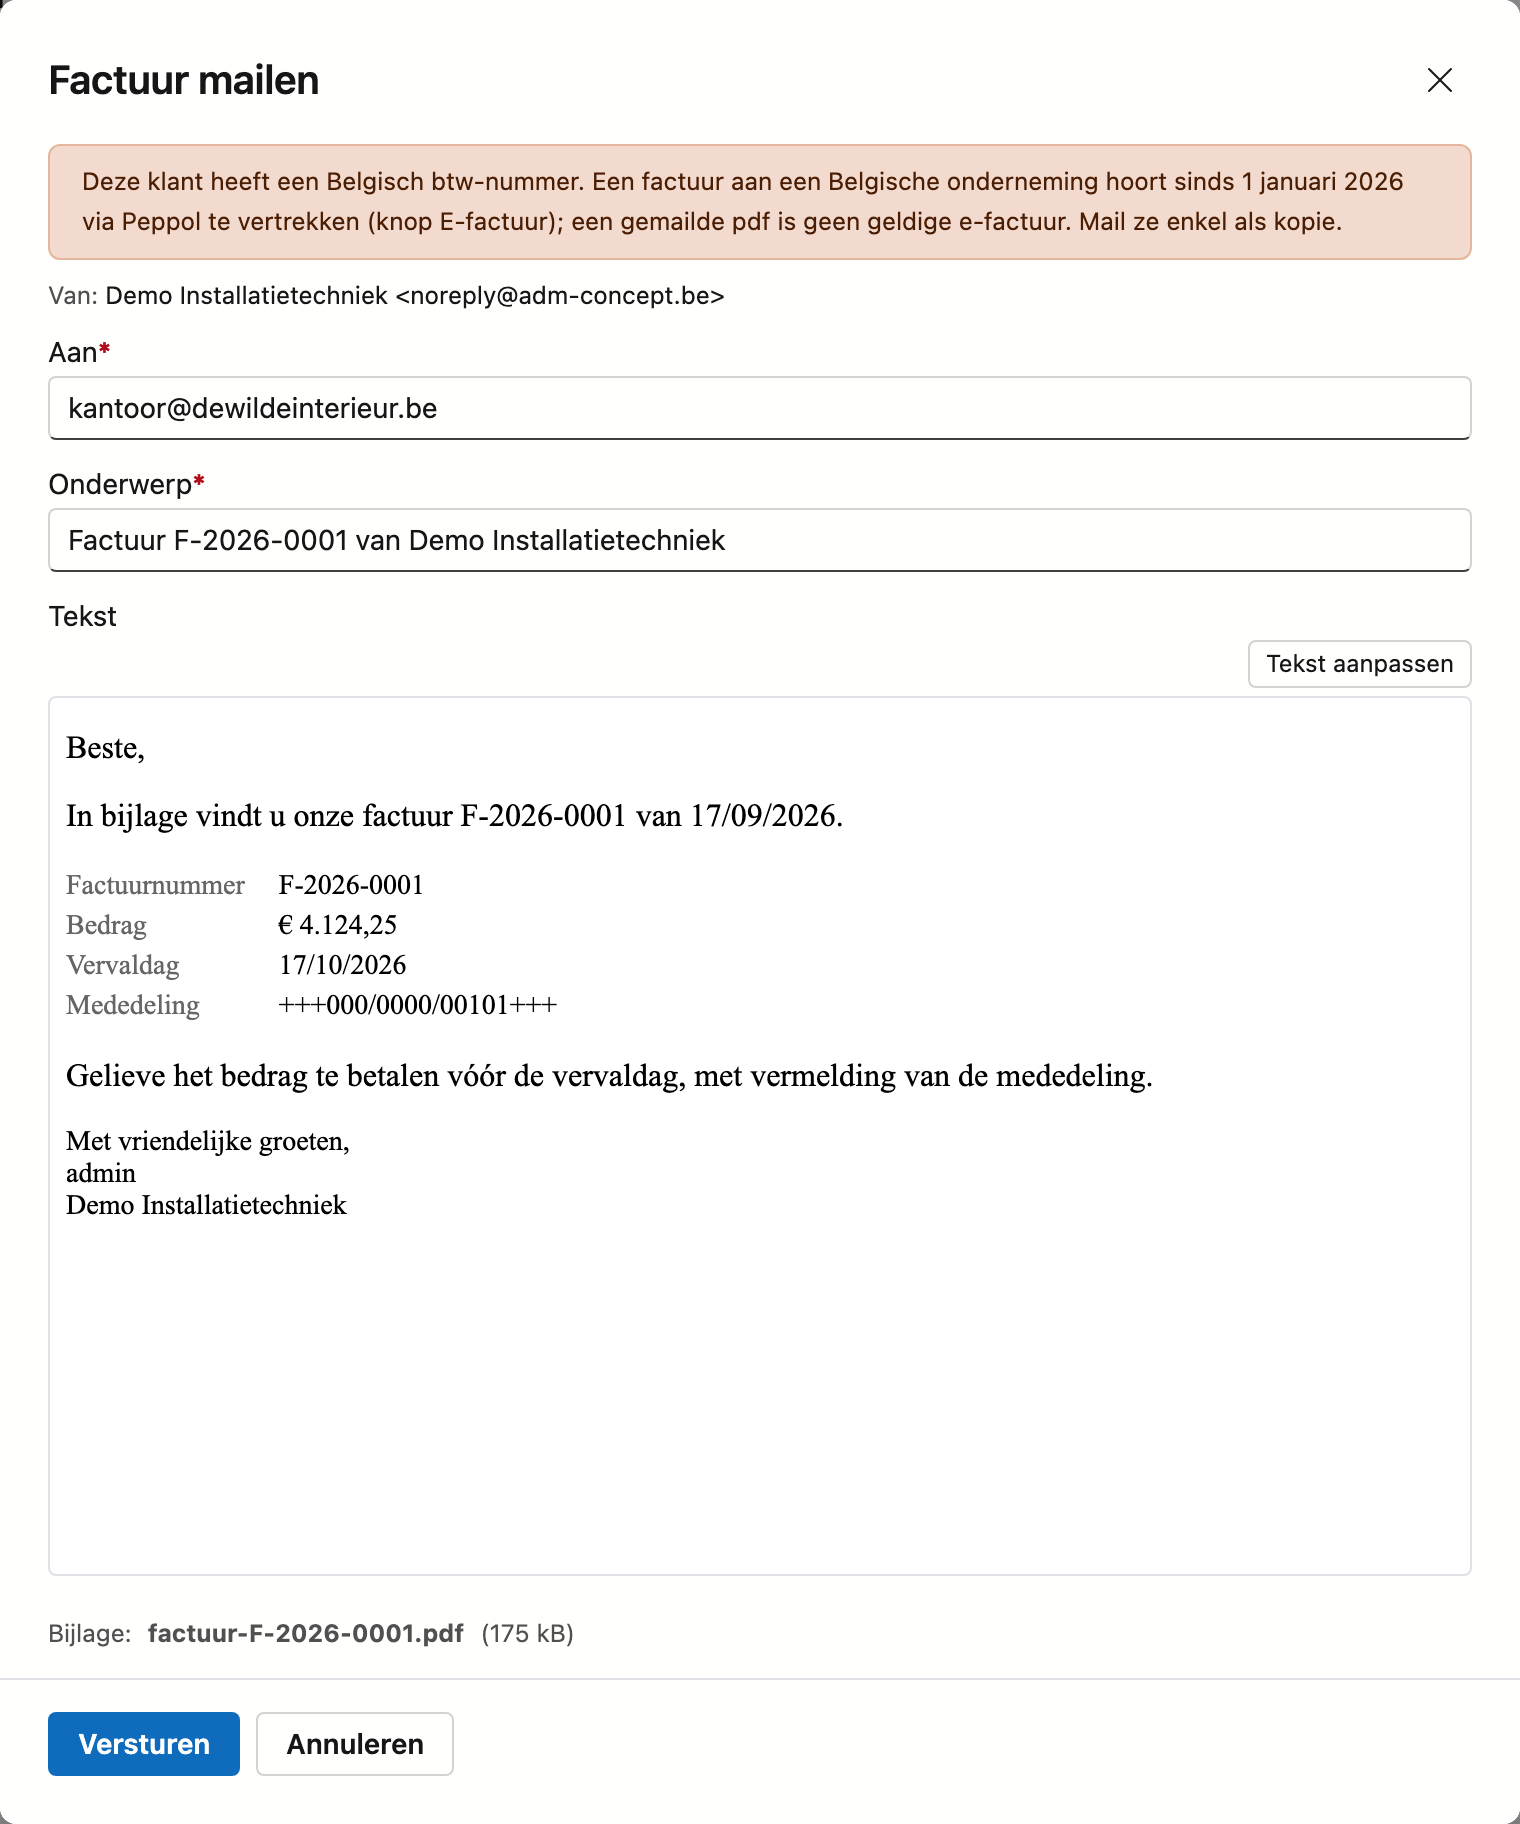 Factuur mailen
Deze klant heeft een Belgisch btw-nummer. Een factuur aan een Belgische onderneming hoort sinds 1 januari 2026
via Peppol te vertrekken (knop E-factuur); een gemailde pdf is geen geldige e-factuur. Mail ze enkel als kopie.
Van: Demo Installatietechniek <noreply@adm-concept.be>
Aan*
kantoor@dewildeinterieur.be
Onderwerp*
Factuur F-2026-0001 van Demo Installatietechniek
Tekst
Tekst aanpassen
Beste,
In bijlage vindt u onze factuur F-2026-0001 van 17/09/2026.
Factuurnummer F-2026-0001
Bedrag € 4.124,25
Vervaldag 17/10/2026
Mededeling +++000/0000/00101+++
Gelieve het bedrag te betalen vóór de vervaldag, met vermelding van de mededeling.
Met vriendelijke groeten,
admin
Demo Installatietechniek
Bijlage: factuur-F-2026-0001.pdf (175 kB)
Versturen Annuleren